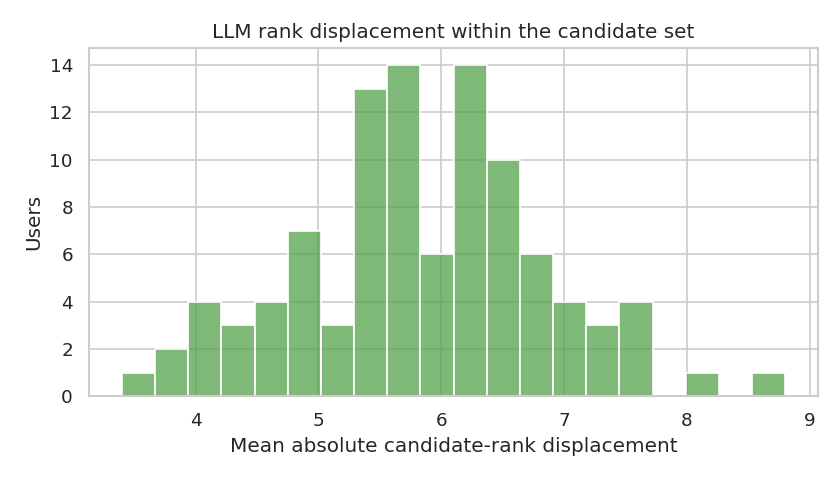 LLM rank displacement within the candidate set
14
12
10
8
6
4
2
0
Users
4 5 6 7 8 9
Mean absolute candidate-rank displacement